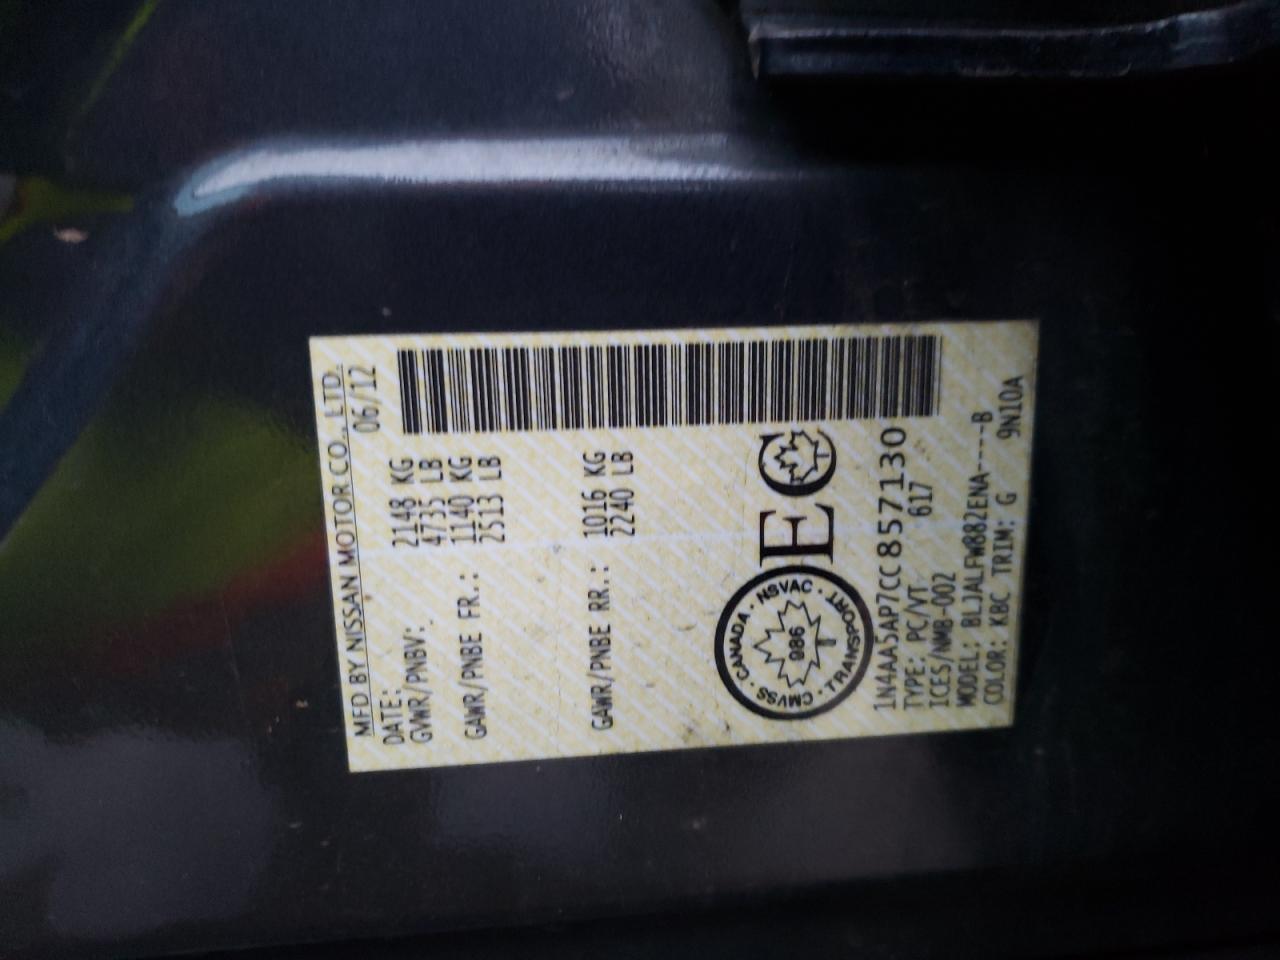 MFD BY NISSAN MOTOR CO., LTD.
DATE: 06/12
GVWR/PNBV: 2148 KG
4735 LB
GAWR/PNBE FR.: 1140 KG
2513 LB
GAWR/PNBE RR.: 1016 KG
2240 LB
CANADA · NSVAC · TRANSPORT · CMVSS ·
986
T
EC
1N4AA5AP7CC857130
TYPE: PC/VT 617
ICES/NMB-002
MODEL: BLJALFW882ENA----B
COLOR: KBC TRIM: G 9N10A